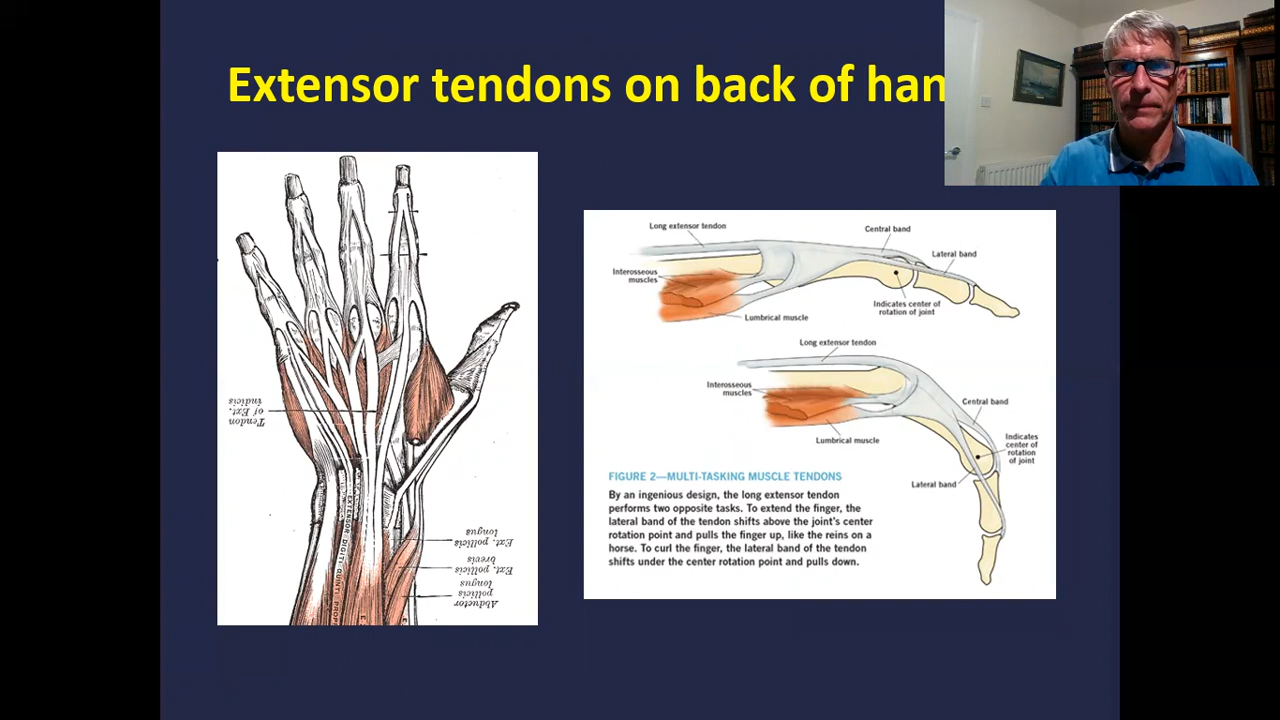 Extensor tendons on back of han
Tendon
of Ext.
indicis
EXTENSOR DIGITI QUINTI PROP
Ext. pollicis
longus
Ext. pollicis
brevis
Abductor
pollicis
longus
Long extensor tendon
Central band
Lateral band
Interosseous
muscles
Indicates center of
rotation of joint
Lumbrical muscle
Long extensor tendon
Interosseous
muscles
Central band
Lumbrical muscle
Indicates
center of
rotation
of joint
Lateral band
FIGURE 2—MULTI-TASKING MUSCLE TENDONS
By an ingenious design, the long extensor tendon
performs two opposite tasks. To extend the finger, the
lateral band of the tendon shifts above the joint's center
rotation point and pulls the finger up, like the reins on a
horse. To curl the finger, the lateral band of the tendon
shifts under the center rotation point and pulls down.